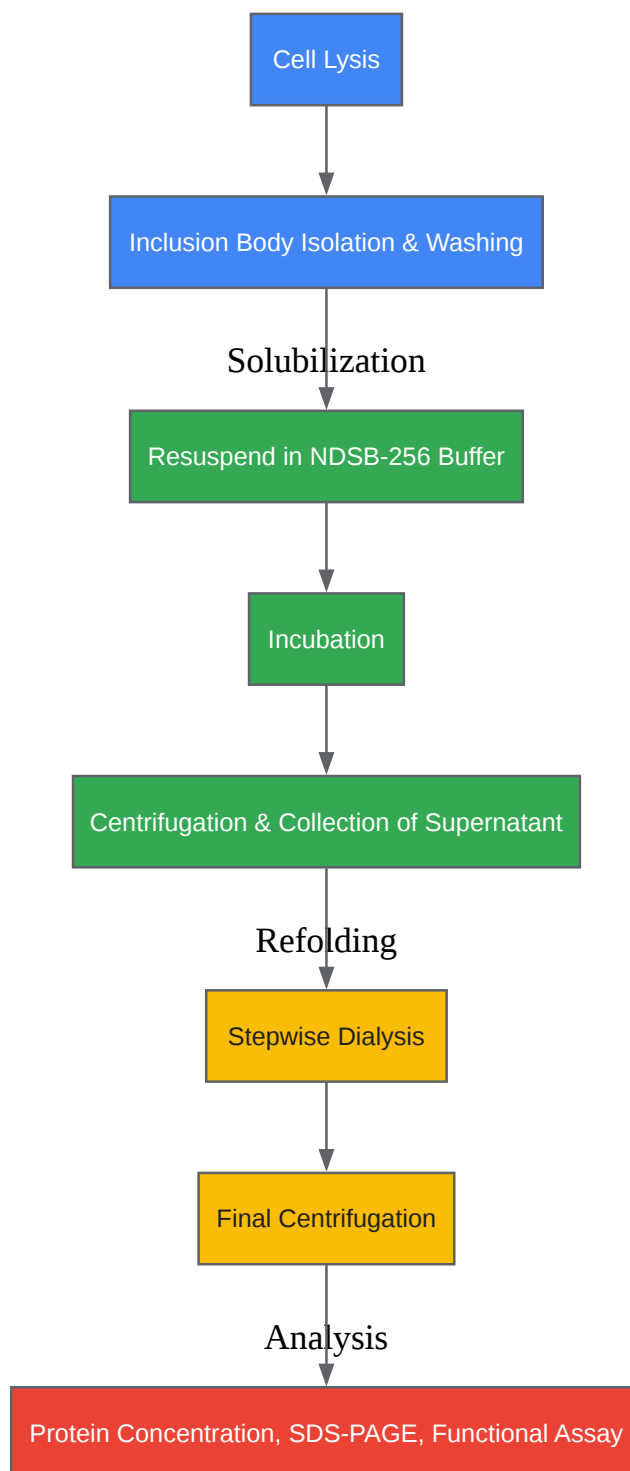 Cell Lysis
Inclusion Body Isolation & Washing
Solubilization
Resuspend in NDSB-256 Buffer
Incubation
Centrifugation & Collection of Supernatant
Refolding
Stepwise Dialysis
Final Centrifugation
Analysis
Protein Concentration, SDS-PAGE, Functional Assay